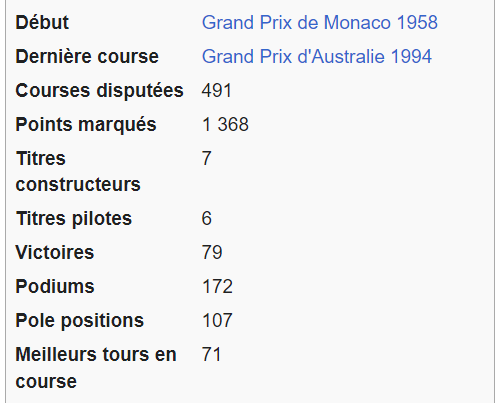 Début Grand Prix de Monaco 1958
Dernière course Grand Prix d'Australie 1994
Courses disputées 491
Points marqués 1 368
Titres 7
constructeurs
Titres pilotes 6
Victoires 79
Podiums 172
Pole positions 107
Meilleurs tours en 71
course